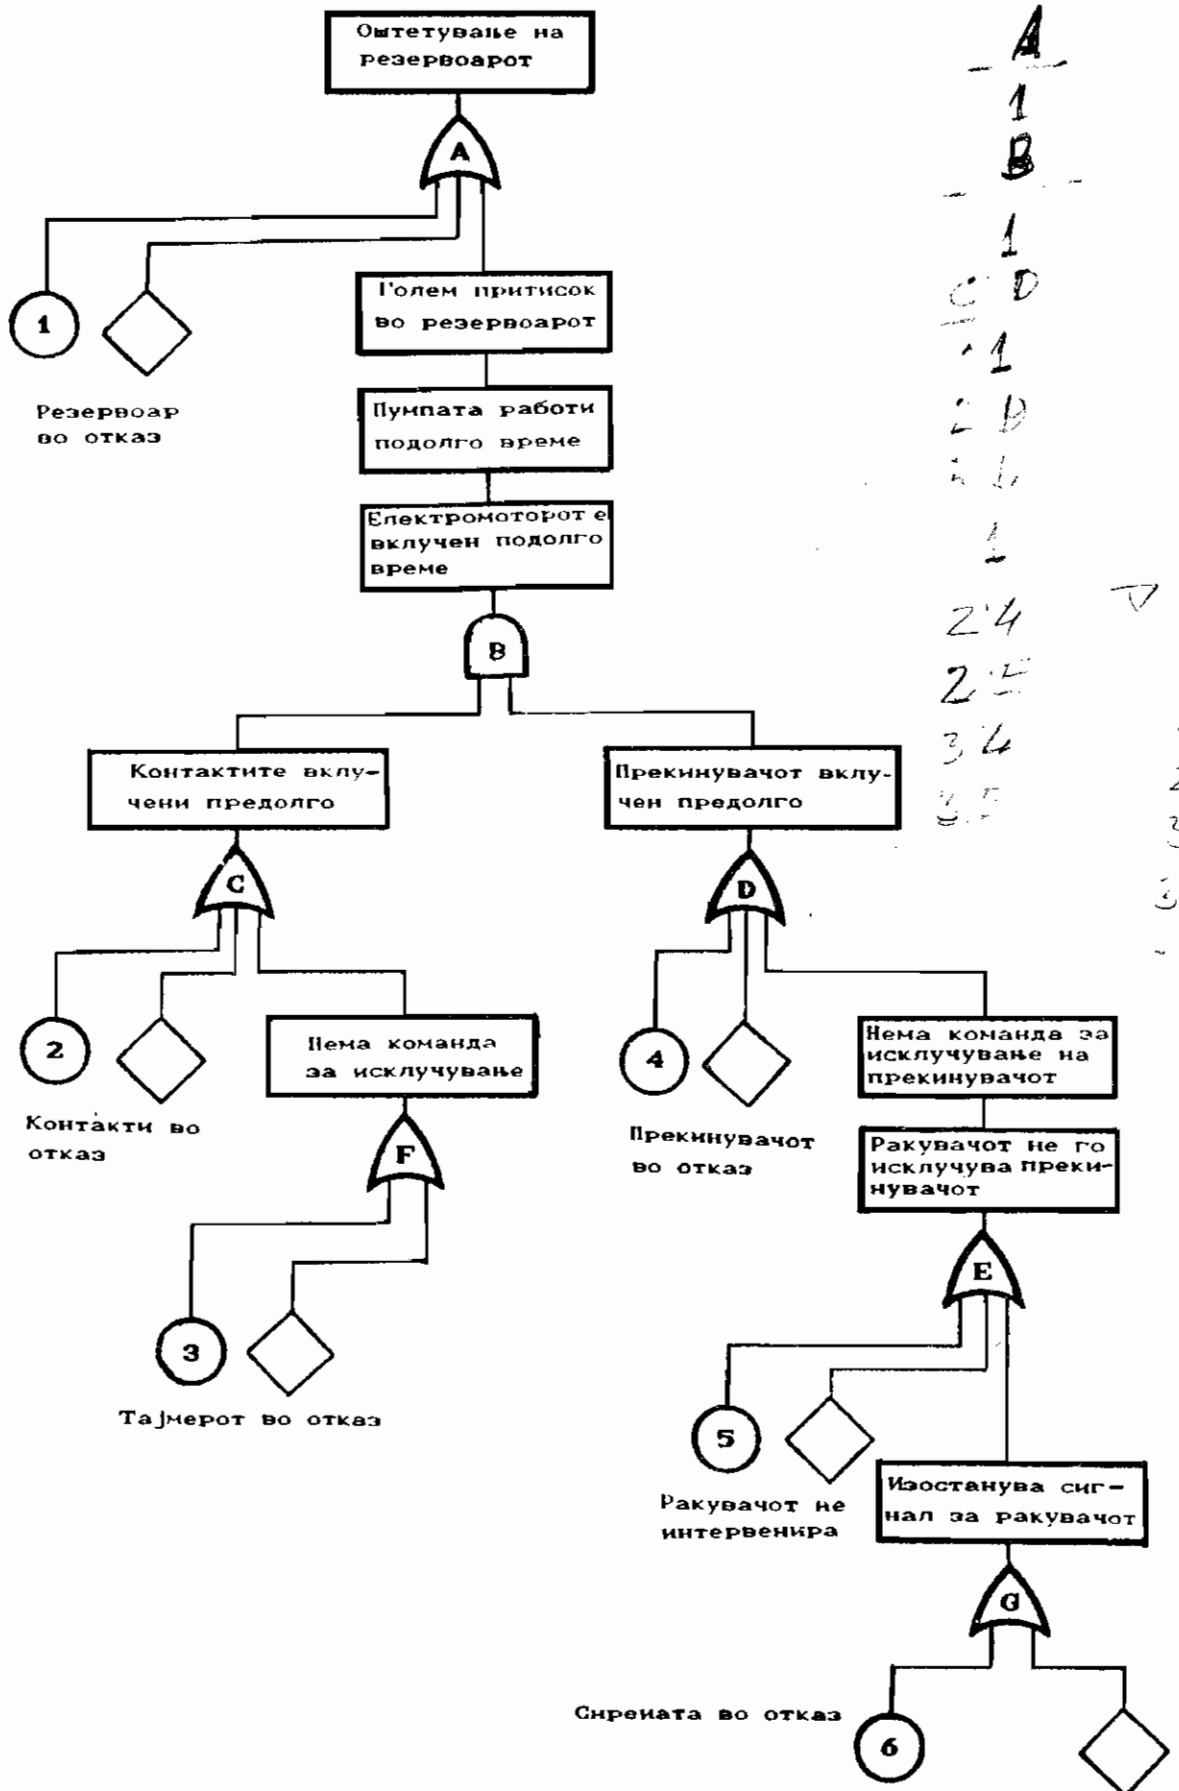 Оштетување на
резервоарот
A
1
Резервоар
во отказ
Голем притисок
во резервоарот
Пумпата работи
подолго време
Електромоторот е
вклучен подолго
време
B
Контактите вклу-
чени предолго
Прекинувачот вклу-
чен предолго
C
D
2
Контакти во
отказ
Нема команда
за исклучување
4
Прекинувачот
во отказ
Нема команда за
исклучување на
прекинувачот
Ракувачот не го
исклучува преки-
нувачот
F
E
3
Тајмерот во отказ
5
Ракувачот не
интервенира
Изостанува сиг-
нал за ракувачот
G
Сирената во отказ
6
A
1
B
1
C D
1
2 D
1
2 4
2
3 4